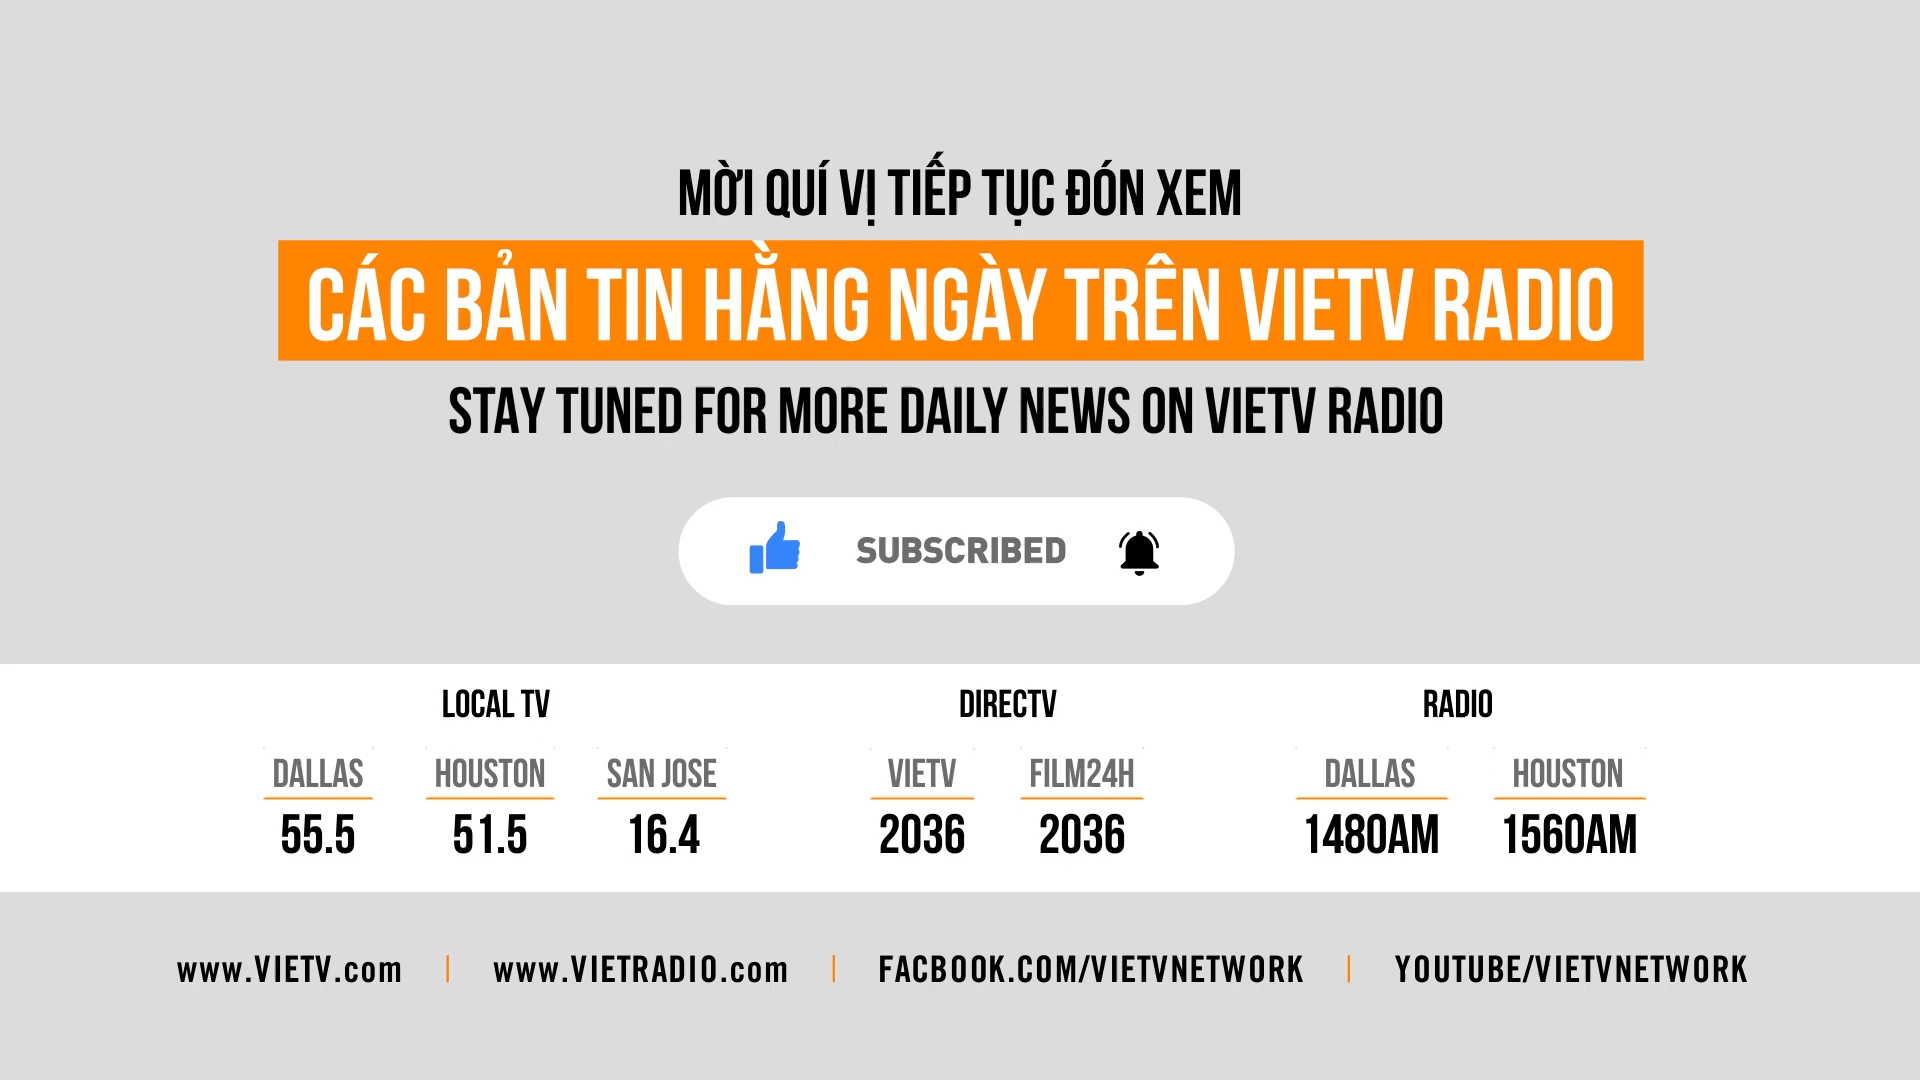 MỜI QUÍ VỊ TIẾP TỤC ĐÓN XEM
CÁC BẢN TIN HẰNG NGÀY TRÊN VIETV RADIO
STAY TUNED FOR MORE DAILY NEWS ON VIETV RADIO
SUBSCRIBED
LOCAL TV DIRECTV RADIO
DALLAS HOUSTON SAN JOSE VIETV FILM24H DALLAS HOUSTON
55.5 51.5 16.4 2036 2036 1480AM 1560AM
www.VIETV.com | www.VIETRADIO.com | FACBOOK.COM/VIETVNETWORK | YOUTUBE/VIETVNETWORK